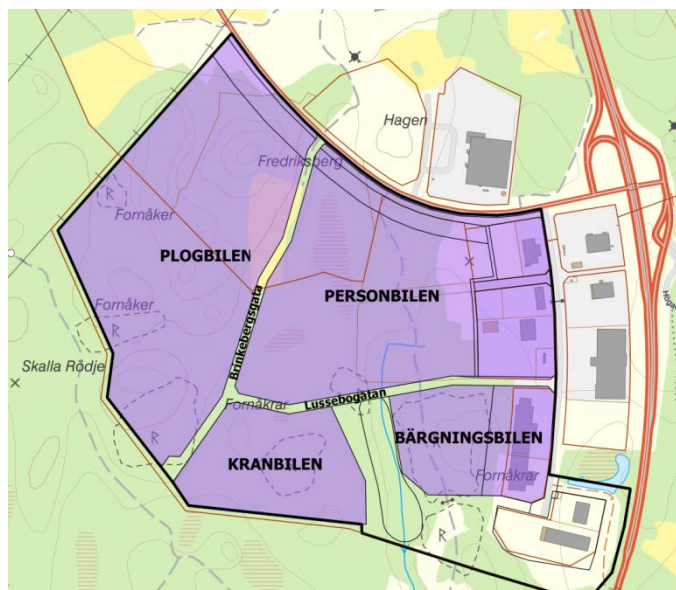 Hagen
Fredriksberg
Fornåker
PLOGBILEN
PERSONBILEN
Fornåker
R
R
Brinkebergsgata
Skalla Rödje
Lussebogatan
Fornåkrar
R
BÄRGNINGSBILEN
KRANBILEN
Fornåkrar
R